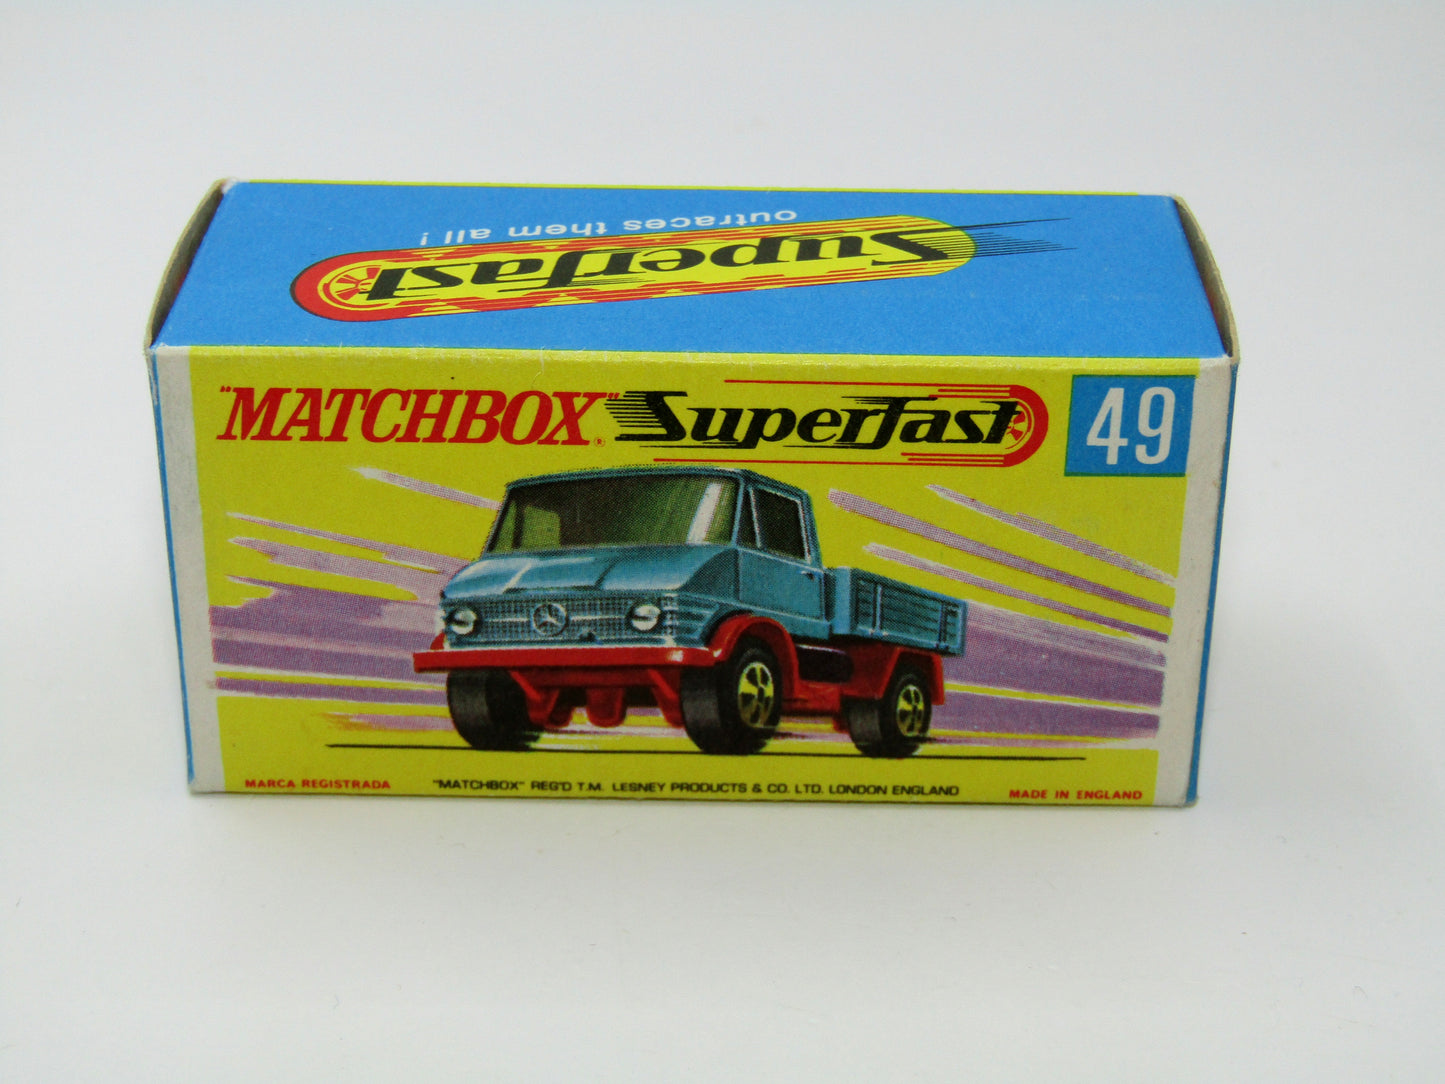 outraces them all!
Superfast
"MATCHBOX"® Superfast 49
MARCA REGISTRADA "MATCHBOX" REG'D T.M. LESNEY PRODUCTS & CO. LTD. LONDON ENGLAND MADE IN ENGLAND